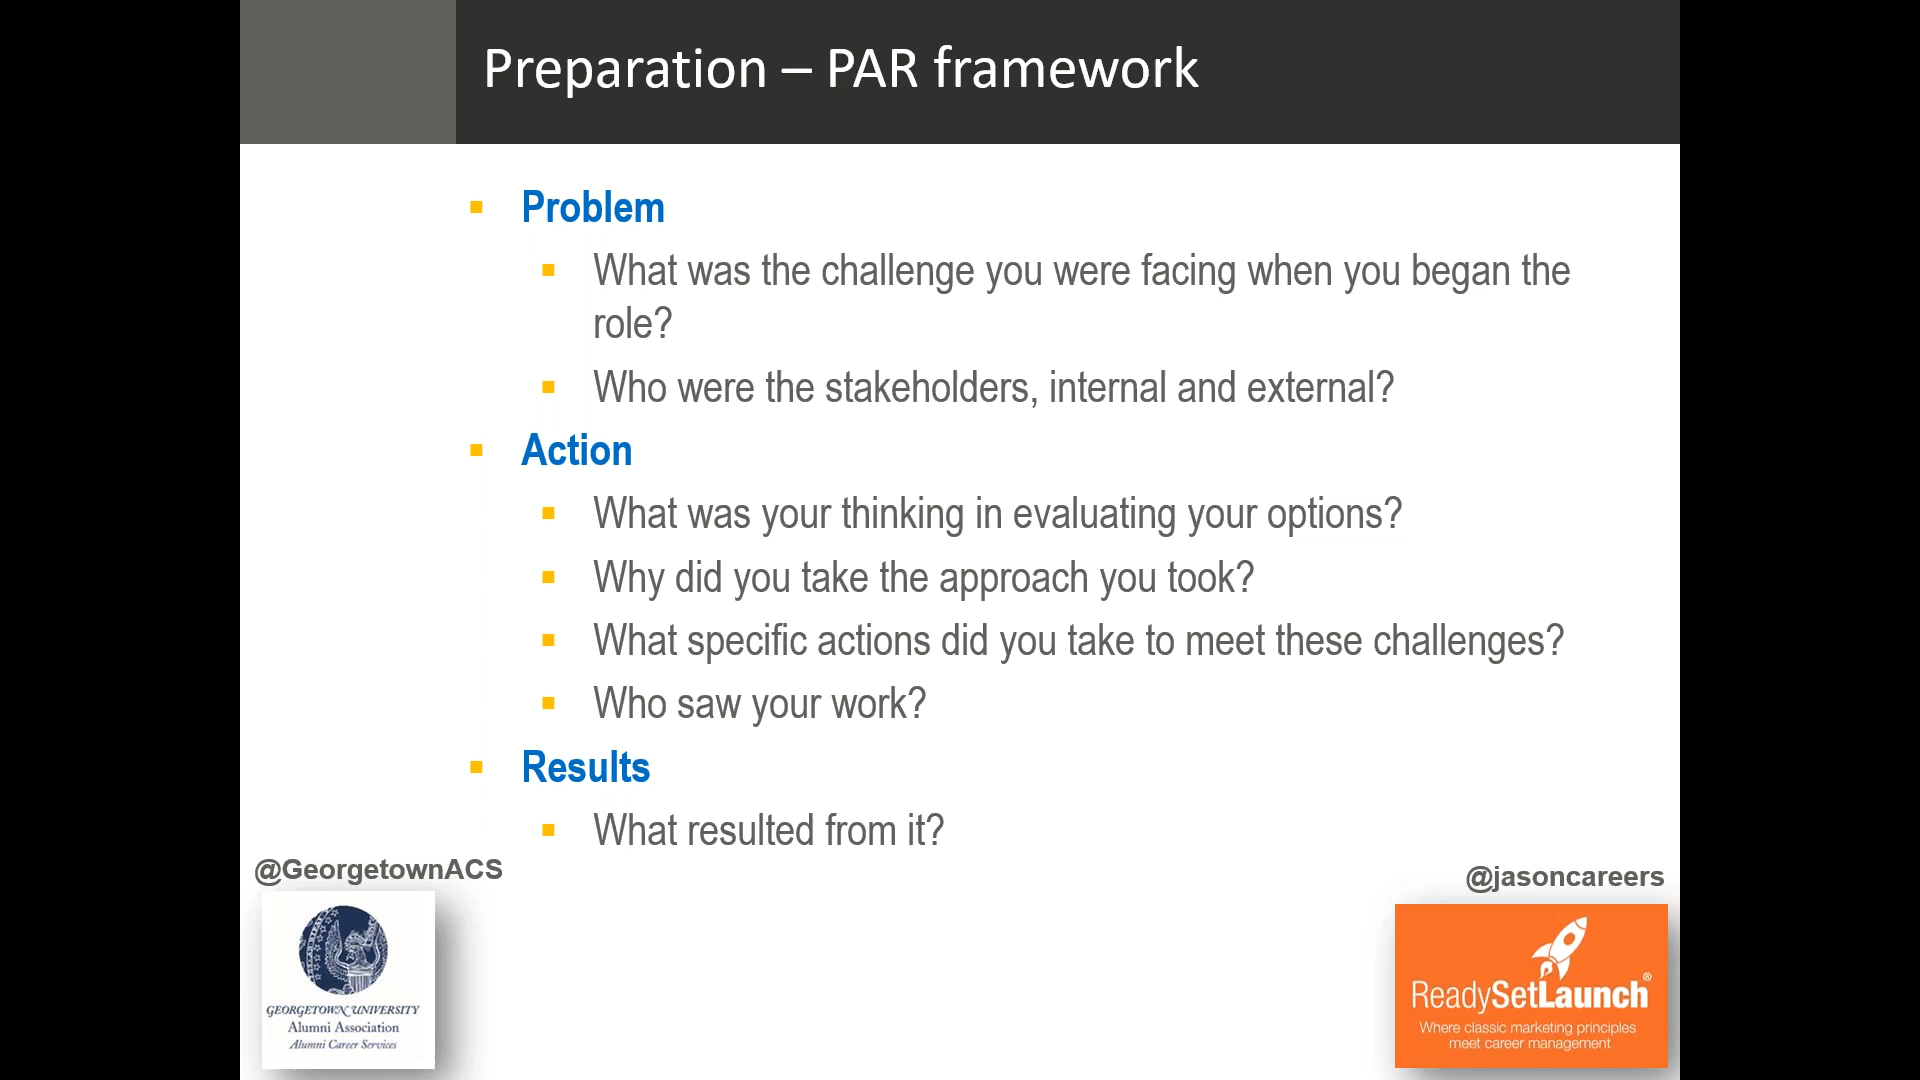 Preparation – PAR framework
Problem
What was the challenge you were facing when you began the
role?
Who were the stakeholders, internal and external?
Action
What was your thinking in evaluating your options?
Why did you take the approach you took?
What specific actions did you take to meet these challenges?
Who saw your work?
Results
What resulted from it?
@GeorgetownACS
@jasoncareers
GEORGETOWN UNIVERSITY
Alumni Association
Alumni Career Services
ReadySetLaunch®
Where classic marketing principles
meet career management